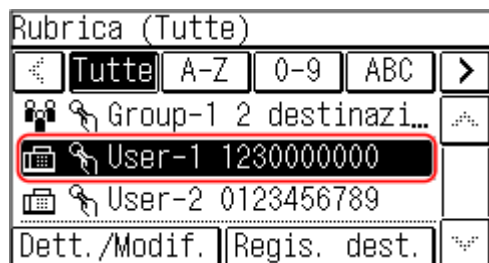 Rubrica (Tutte)
Tutte A-Z 0-9 ABC
Group-1 2 destinazi...
User-1 1230000000
User-2 0123456789
Dett./Modif. Regis. dest.